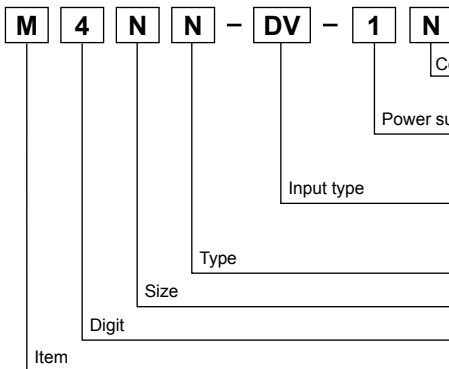 M 4 N N – DV – 1 N
Power su
Input type
Type
Size
Digit
Item